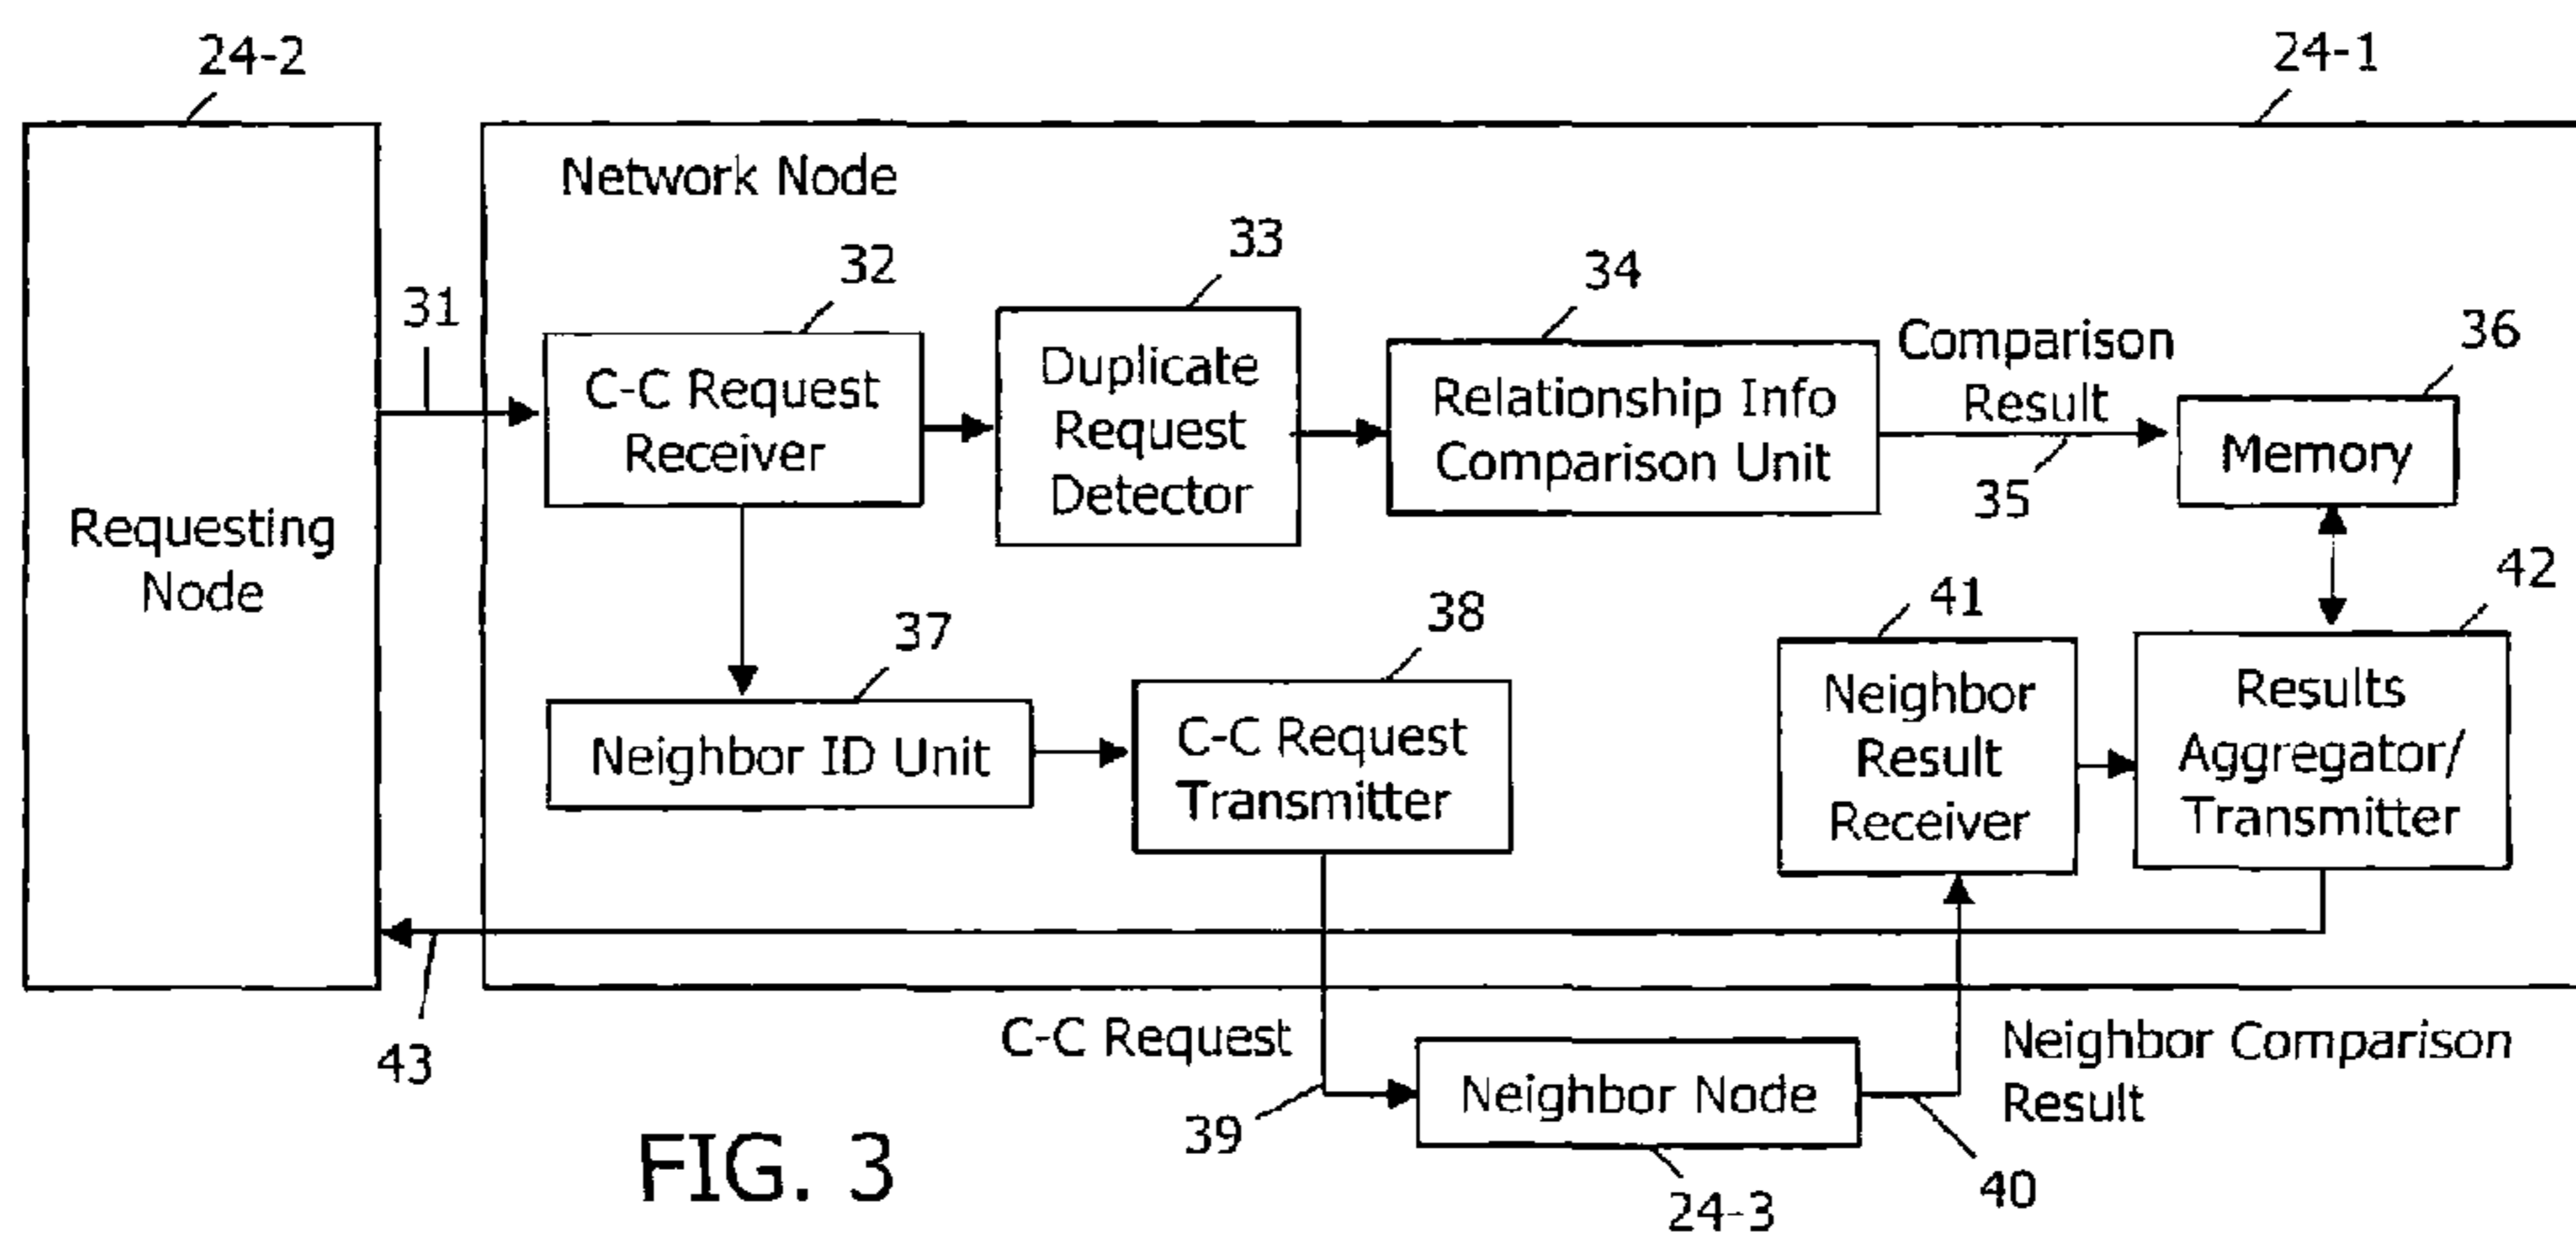 24-2
24-1
Network Node
33
32
34
31
Comparison
Result
36
C-C Request
Receiver
Duplicate
Request
Detector
Relationship Info
Comparison Unit
Memory
35
Requesting
Node
42
41
38
37
Neighbor ID Unit
C-C Request
Transmitter
Neighbor
Result
Receiver
Results
Aggregator/
Transmitter
43
C-C Request
Neighbor Node
Neighbor Comparison
Result
39
40
24-3
FIG. 3